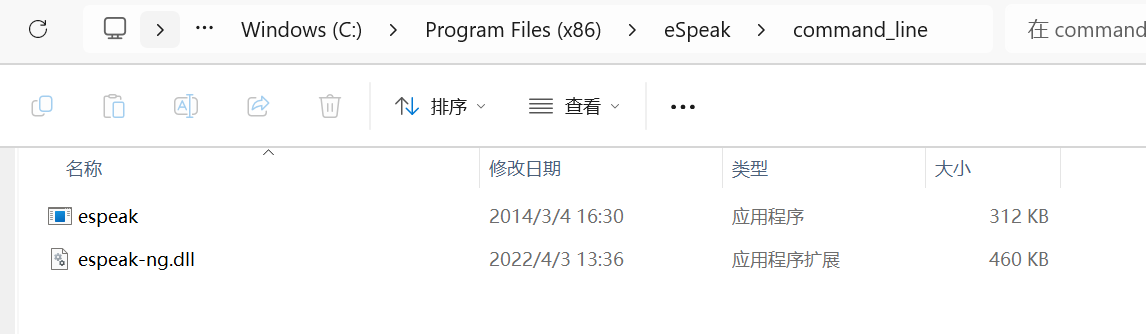 Windows (C:) Program Files (x86) eSpeak command_line 在 command
排序 查看
名称 修改日期 类型 大小
espeak 2014/3/4 16:30 应用程序 312 KB
espeak-ng.dll 2022/4/3 13:36 应用程序扩展 460 KB